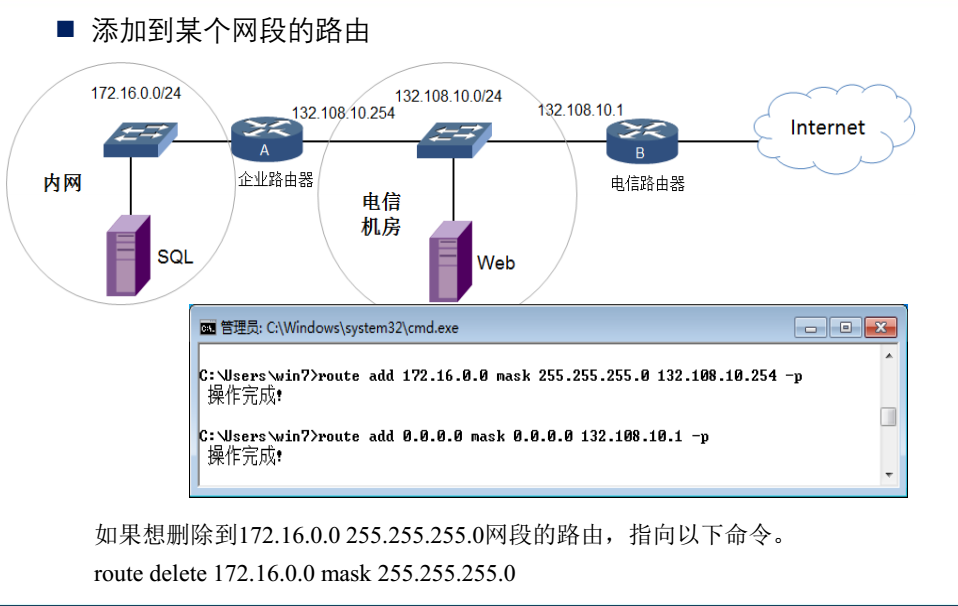 添加到某个网段的路由
172.16.0.0/24
132.108.10.254
132.108.10.0/24
132.108.10.1
Internet
A
B
企业路由器
电信路由器
内网
电信
机房
SQL
Web
管理员: C:\Windows\system32\cmd.exe
C:\Users\win7>route add 172.16.0.0 mask 255.255.255.0 132.108.10.254 -p
操作完成!
C:\Users\win7>route add 0.0.0.0 mask 0.0.0.0 132.108.10.1 -p
操作完成!
如果想删除到172.16.0.0 255.255.255.0网段的路由，指向以下命令。
route delete 172.16.0.0 mask 255.255.255.0